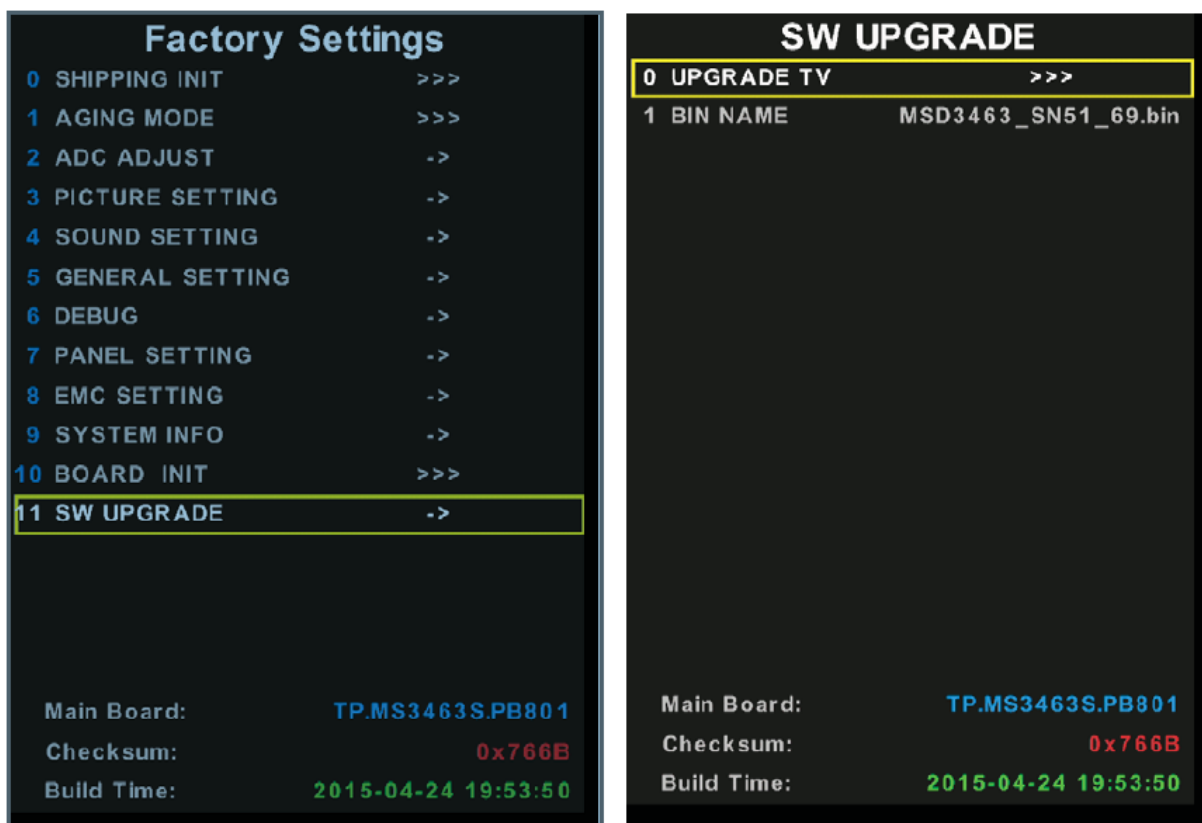 Factory Settings
0 SHIPPING INIT >>>
1 AGING MODE >>>
2 ADC ADJUST ->
3 PICTURE SETTING ->
4 SOUND SETTING ->
5 GENERAL SETTING ->
6 DEBUG ->
7 PANEL SETTING ->
8 EMC SETTING ->
9 SYSTEM INFO ->
10 BOARD INIT >>>
11 SW UPGRADE ->
Main Board: TP.MS3463S.PB801
Checksum: 0x766B
Build Time: 2015-04-24 19:53:50
SW UPGRADE
0 UPGRADE TV >>>
1 BIN NAME MSD3463_SN51_69.bin
Main Board: TP.MS3463S.PB801
Checksum: 0x766B
Build Time: 2015-04-24 19:53:50